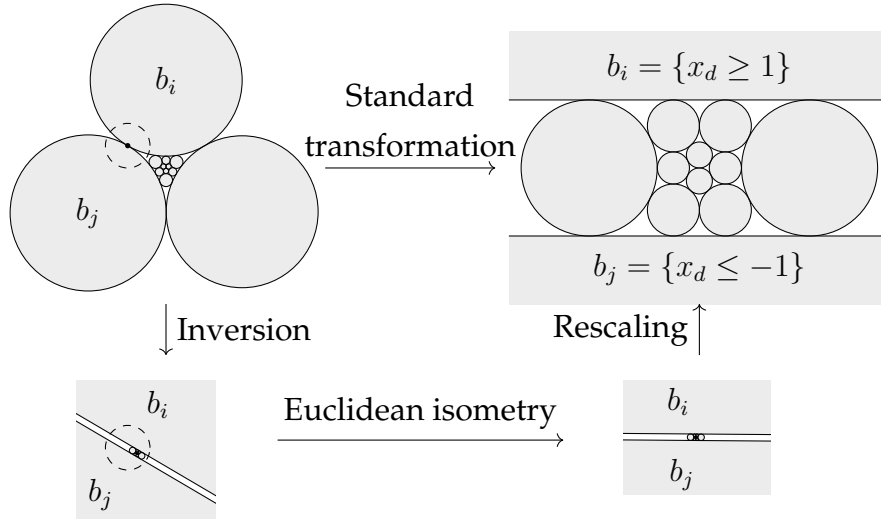 b_i
b_j
Standard
transformation
b_i = {x_d ≥ 1}
b_j = {x_d ≤ −1}
Inversion
Rescaling
b_i
b_j
Euclidean isometry
b_i
b_j